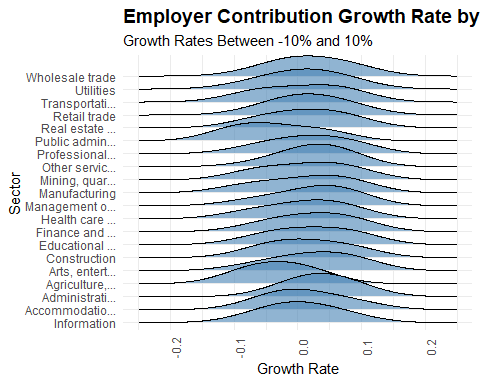 Employer Contribution Growth Rate by
Growth Rates Between -10% and 10%
Wholesale trade
Utilities
Transportati...
Retail trade
Real estate ...
Public admin...
Professional...
Other servic...
Mining, quar...
Manufacturing
Management o...
Health care ...
Finance and ...
Educational ...
Construction
Arts, entert...
Agriculture,...
Administrati...
Accommodatio...
Information
Sector
-0.2
-0.1
0.0
0.1
0.2
Growth Rate